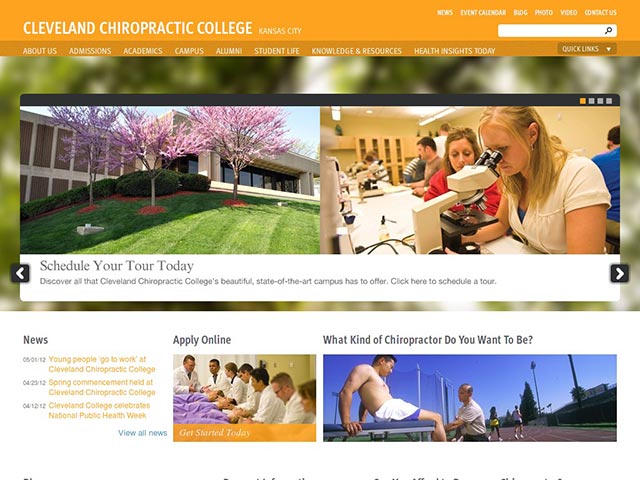 NEWS EVENT CALENDAR BLOG PHOTO VIDEO CONTACT US
CLEVELAND CHIROPRACTIC COLLEGE KANSAS CITY
ABOUT US ADMISSIONS ACADEMICS CAMPUS ALUMNI STUDENT LIFE KNOWLEDGE & RESOURCES HEALTH INSIGHTS TODAY QUICK LINKS
Schedule Your Tour Today
Discover all that Cleveland Chiropractic College's beautiful, state-of-the-art campus has to offer. Click here to schedule a tour.
News
05/01/12 Young people 'go to work' at
Cleveland Chiropractic College
04/23/12 Spring commencement held at
Cleveland Chiropractic College
04/12/12 Cleveland College celebrates
National Public Health Week
View all news
Apply Online
Get Started Today
What Kind of Chiropractor Do You Want To Be?